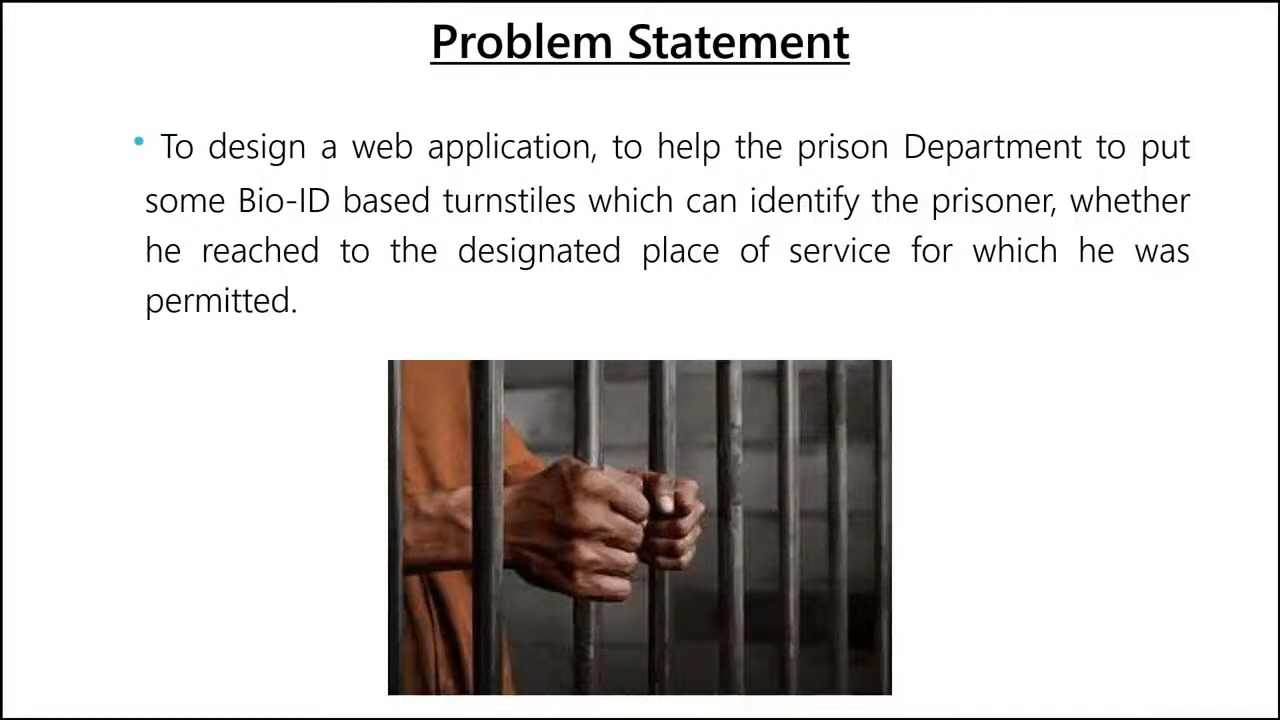 Problem Statement
• To design a web application, to help the prison Department to put
some Bio-ID based turnstiles which can identify the prisoner, whether
he reached to the designated place of service for which he was
permitted.